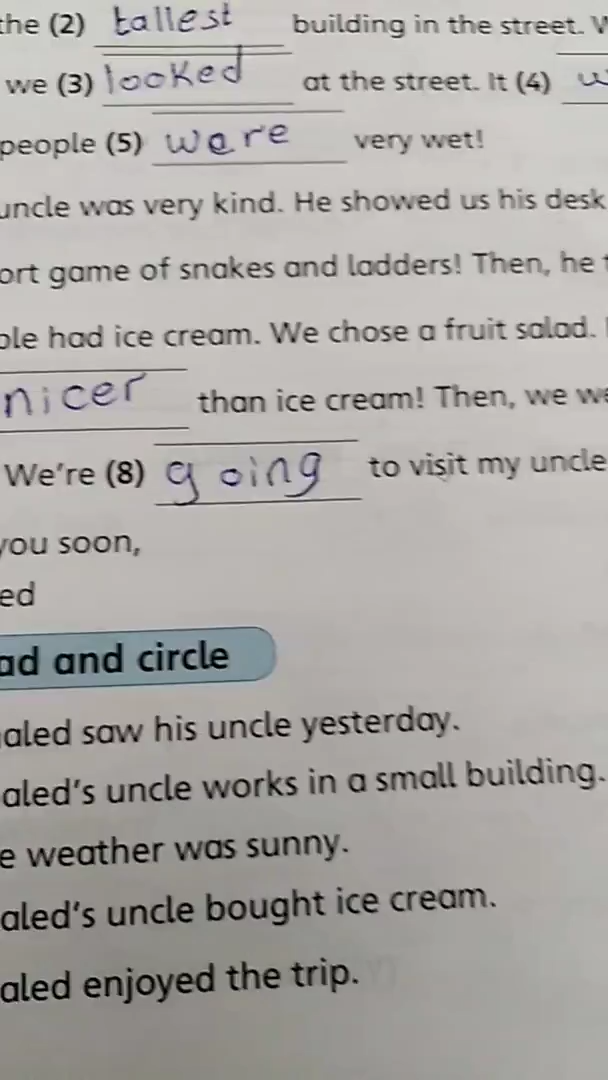 the (2) tallest building in the street.
we (3) looked at the street. It (4)
people (5) were very wet!
uncle was very kind. He showed us his desk
ort game of snakes and ladders! Then, he
ple had ice cream. We chose a fruit salad.
nicer than ice cream! Then, we we
We're (8) going to visit my uncle
you soon,
ed
ad and circle
aled saw his uncle yesterday.
aled's uncle works in a small building.
e weather was sunny.
aled's uncle bought ice cream.
aled enjoyed the trip.